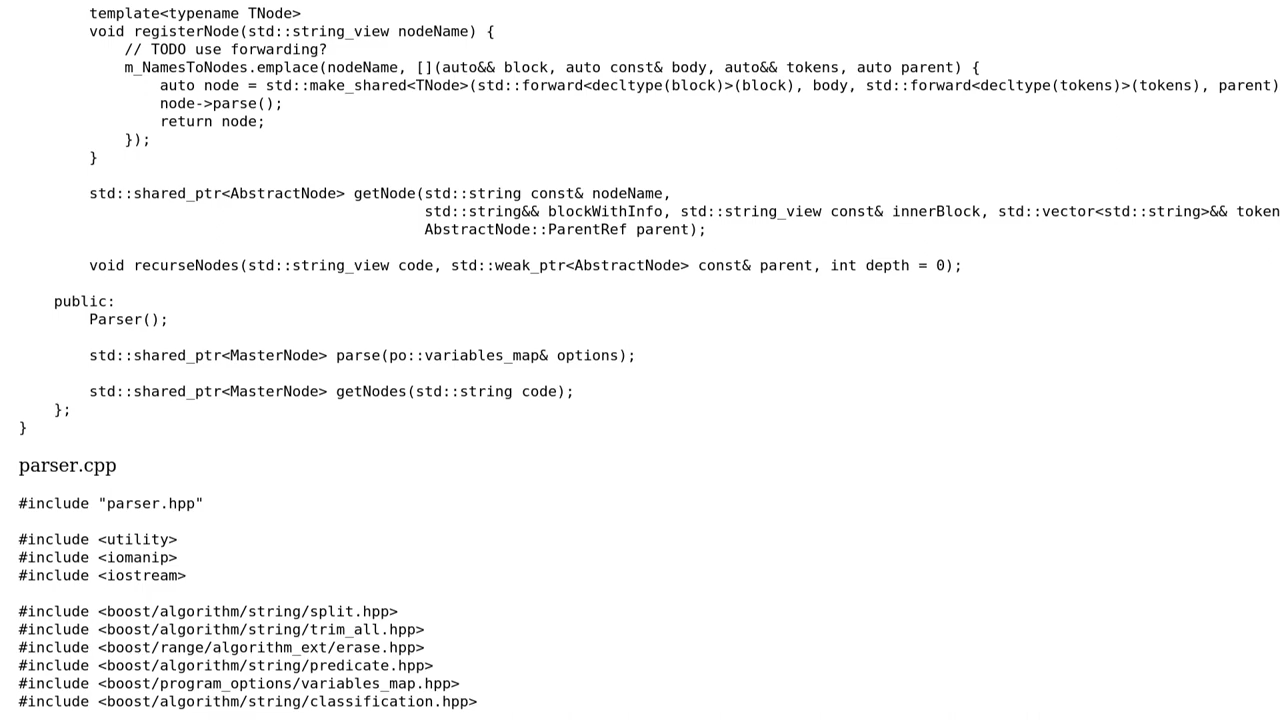 template<typename TNode>
void registerNode(std::string_view nodeName) {
// TODO use forwarding?
m_NamesToNodes.emplace(nodeName, [](auto&& block, auto const& body, auto&& tokens, auto parent) {
auto node = std::make_shared<TNode>(std::forward<decltype(block)>(block), body, std::forward<decltype(tokens)>(tokens), parent)
node->parse();
return node;
});
}
std::shared_ptr<AbstractNode> getNode(std::string const& nodeName,
std::string&& blockWithInfo, std::string_view const& innerBlock, std::vector<std::string>&& token
AbstractNode::ParentRef parent);
void recurseNodes(std::string_view code, std::weak_ptr<AbstractNode> const& parent, int depth = 0);
public:
Parser();
std::shared_ptr<MasterNode> parse(po::variables_map& options);
std::shared_ptr<MasterNode> getNodes(std::string code);
};
}
parser.cpp
#include "parser.hpp"
#include <utility>
#include <iomanip>
#include <iostream>
#include <boost/algorithm/string/split.hpp>
#include <boost/algorithm/string/trim_all.hpp>
#include <boost/range/algorithm_ext/erase.hpp>
#include <boost/algorithm/string/predicate.hpp>
#include <boost/program_options/variables_map.hpp>
#include <boost/algorithm/string/classification.hpp>